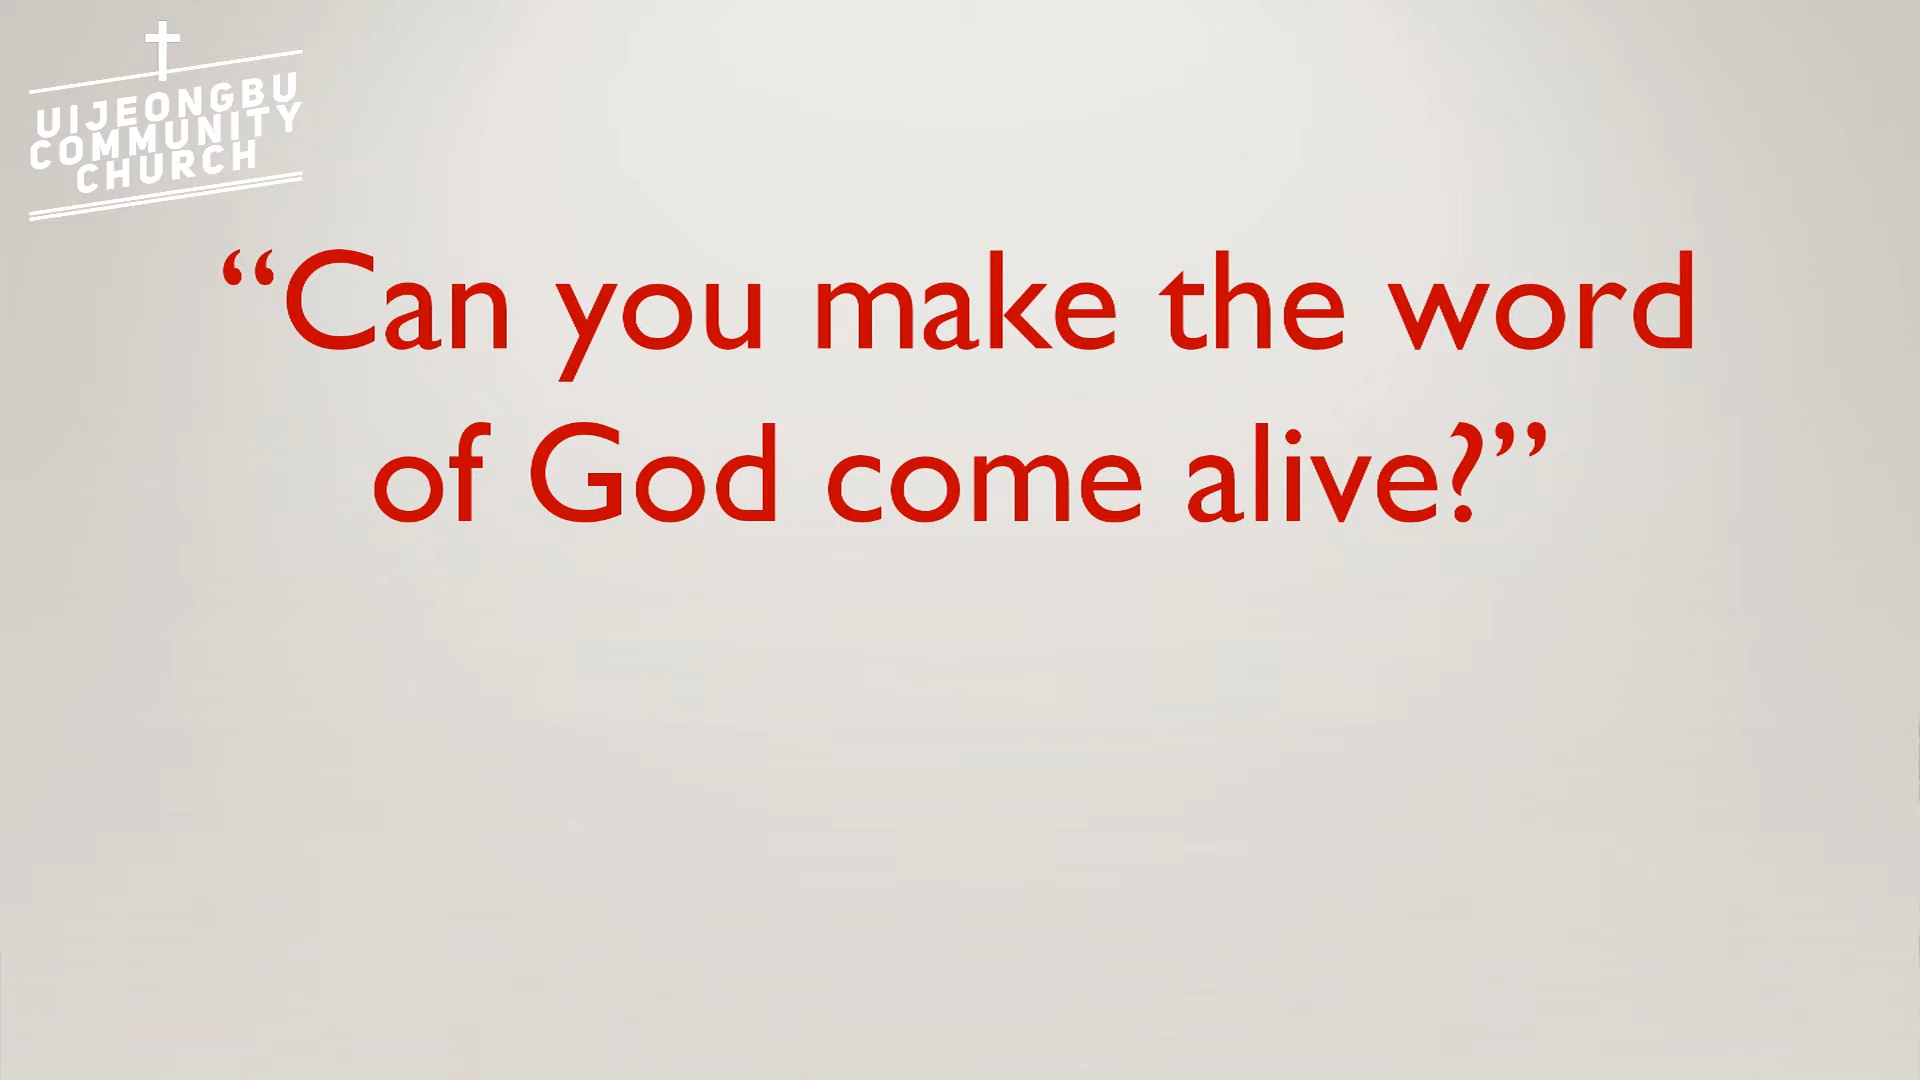 UIJEONGBU
COMMUNITY
CHURCH
“Can you make the word
of God come alive?”